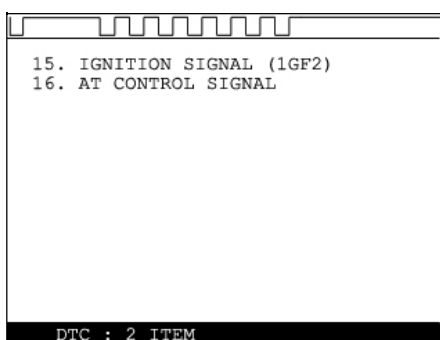 15. IGNITION SIGNAL (1GF2)
16. AT CONTROL SIGNAL
DTC : 2 ITEM